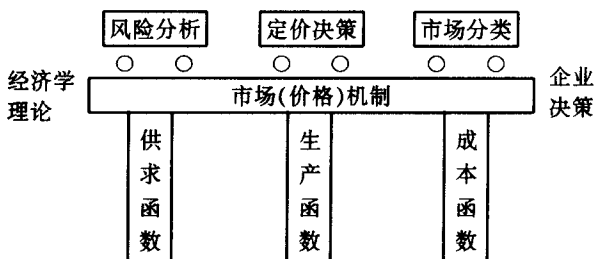 风险分析
定价决策
市场分类
经济学
理论
市场(价格)机制
企业
决策
供求函数
生产函数
成本函数